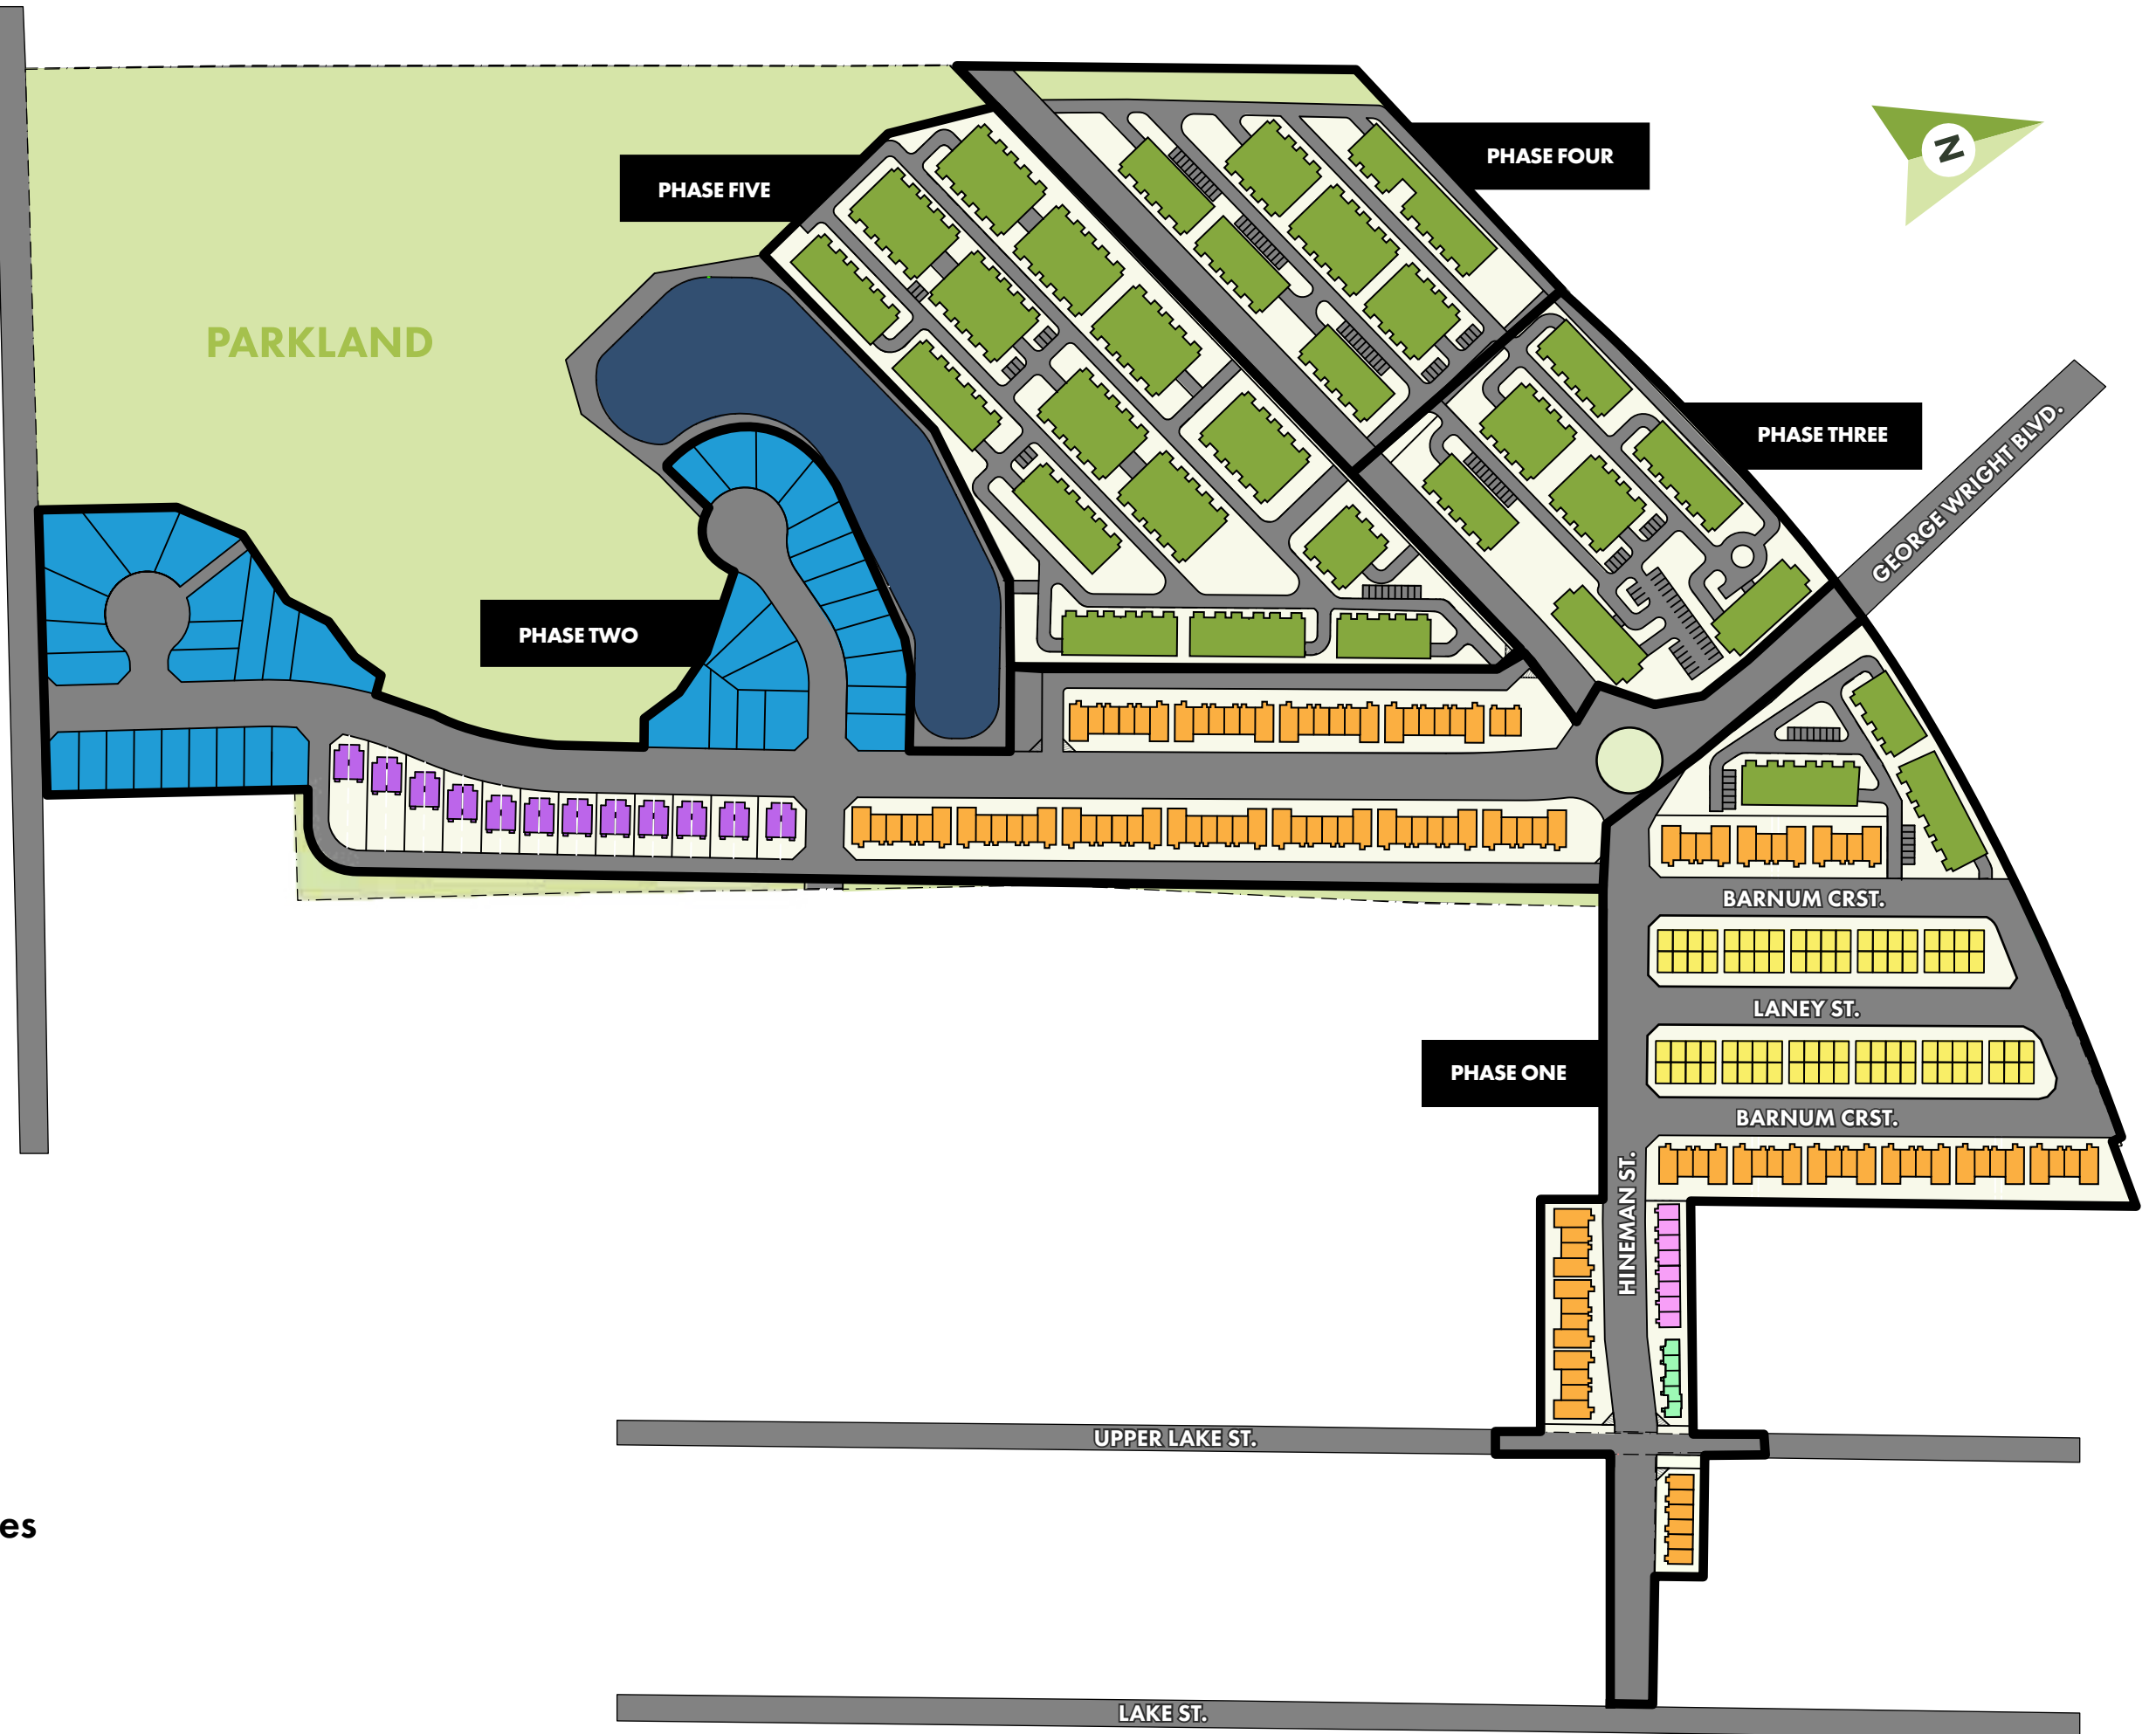 PHASE FOUR
N
PHASE FIVE
PARKLAND
PHASE THREE
GEORGE WRIGHT BLVD.
PHASE TWO
BARNUM CRST.
LANEY ST.
PHASE ONE
BARNUM CRST.
HINEMAN ST.
UPPER LAKE ST.
es
LAKE ST.